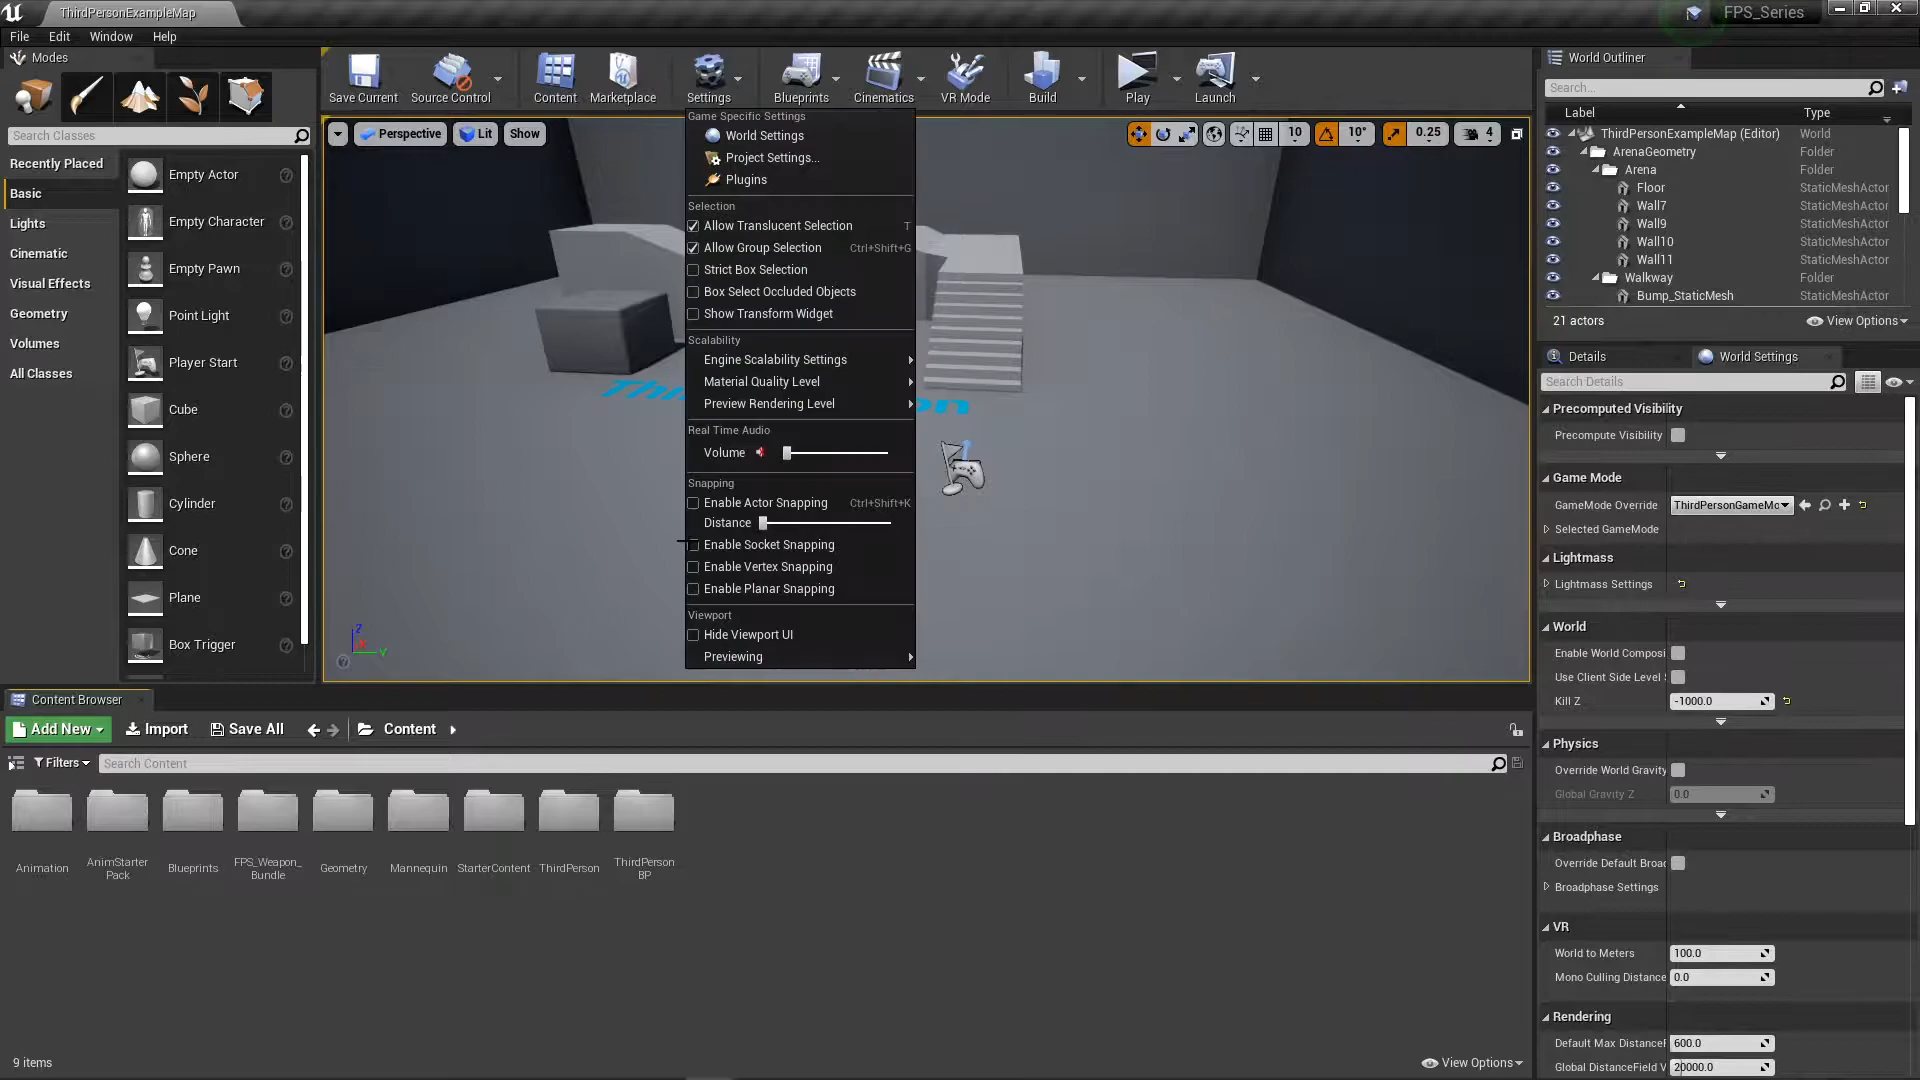 ThirdPersonExampleMap
FPS_Series
File Edit Window Help
Modes
Search Classes
Recently Placed
Basic
Lights
Cinematic
Visual Effects
Geometry
Volumes
All Classes
Empty Actor
Empty Character
Empty Pawn
Point Light
Player Start
Cube
Sphere
Cylinder
Cone
Plane
Box Trigger
Save Current
Source Control
Content
Marketplace
Settings
Blueprints
Cinematics
VR Mode
Build
Play
Launch
Perspective Lit Show
10 10° 0.25 4
Game Specific Settings
World Settings
Project Settings...
Plugins
Selection
Allow Translucent Selection T
Allow Group Selection Ctrl+Shift+G
Strict Box Selection
Box Select Occluded Objects
Show Transform Widget
Scalability
Engine Scalability Settings
Material Quality Level
Preview Rendering Level
Real Time Audio
Volume
Snapping
Enable Actor Snapping Ctrl+Shift+K
Distance
Enable Socket Snapping
Enable Vertex Snapping
Enable Planar Snapping
Viewport
Hide Viewport UI
Previewing
World Outliner
Search...
Label Type
ThirdPersonExampleMap (Editor) World
ArenaGeometry Folder
Arena Folder
Floor StaticMeshActor
Wall7 StaticMeshActor
Wall9 StaticMeshActor
Wall10 StaticMeshActor
Wall11 StaticMeshActor
Walkway Folder
Bump_StaticMesh StaticMeshActor
21 actors View Options
Details World Settings
Search Details
Precomputed Visibility
Precompute Visibility
Game Mode
GameMode Override ThirdPersonGameMo
Selected GameMode
Lightmass
Lightmass Settings
World
Enable World Composi
Use Client Side Level S
Kill Z -1000.0
Physics
Override World Gravity
Global Gravity Z 0.0
Broadphase
Override Default Broad
Broadphase Settings
VR
World to Meters 100.0
Mono Culling Distance 0.0
Rendering
Default Max DistanceF 600.0
Global DistanceField V 20000.0
Content Browser
Add New Import Save All Content
Filters Search Content
Animation
AnimStarter
Pack
Blueprints
FPS_Weapon_
Bundle
Geometry
Mannequin
StarterContent
ThirdPerson
ThirdPerson
BP
9 items View Options